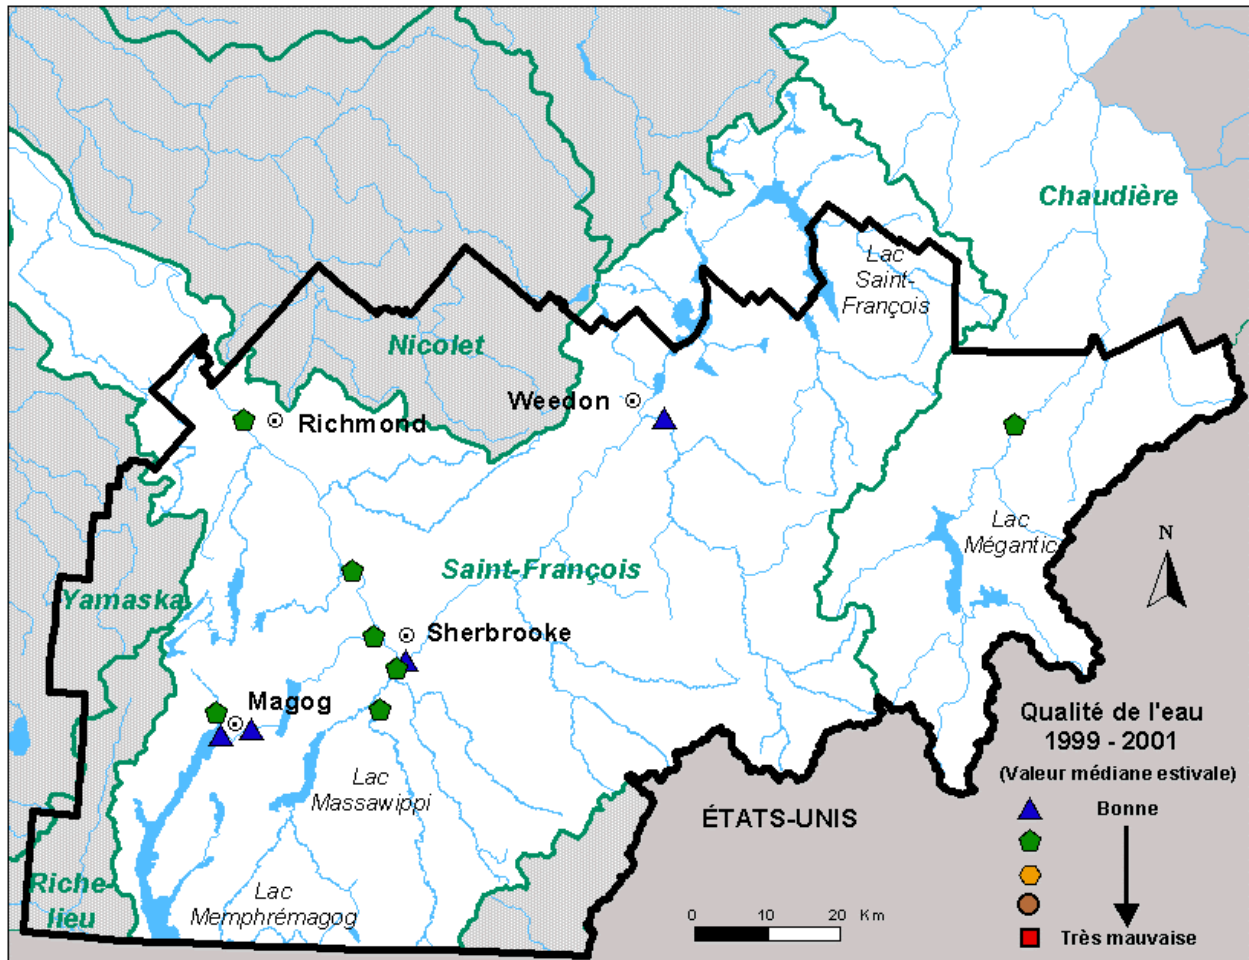 Chaudière
Lac
Saint-
François
Nicolet
Weedon
Richmond
Lac
Mégantic
N
Saint-François
Yamaska
Sherbrooke
Magog
Qualité de l'eau
1999 - 2001
(Valeur médiane estivale)
Lac
Massawippi
ÉTATS-UNIS
Bonne
Riche-
lieu
Lac
Memphrémagog
0 10 20 Km
Très mauvaise